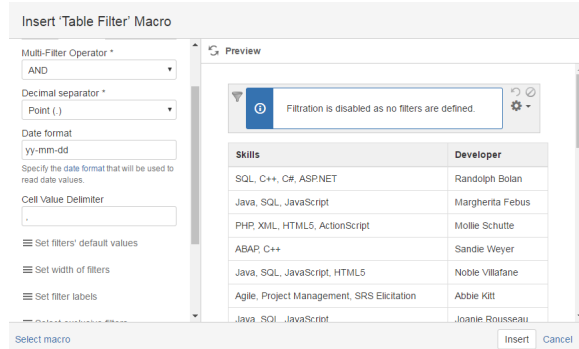 Insert 'Table Filter' Macro
Multi-Filter Operator *
AND
Decimal separator *
Point (.)
Date format
yy-mm-dd
Specify the date format that will be used to
read date values.
Cell Value Delimiter
,
Set filters' default values
Set width of filters
Set filter labels
Select exclusive filters
Select macro
Preview
Filtration is disabled as no filters are defined.
Skills Developer
SQL, C++, C#, ASP.NET Randolph Bolan
Java, SQL, JavaScript Margherita Febus
PHP, XML, HTML5, ActionScript Mollie Schutte
ABAP, C++ Sandie Weyer
Java, SQL, JavaScript, HTML5 Noble Villafane
Agile, Project Management, SRS Elicitation Abbie Kitt
Java, SQL, JavaScript Joanie Rousseau
Insert Cancel